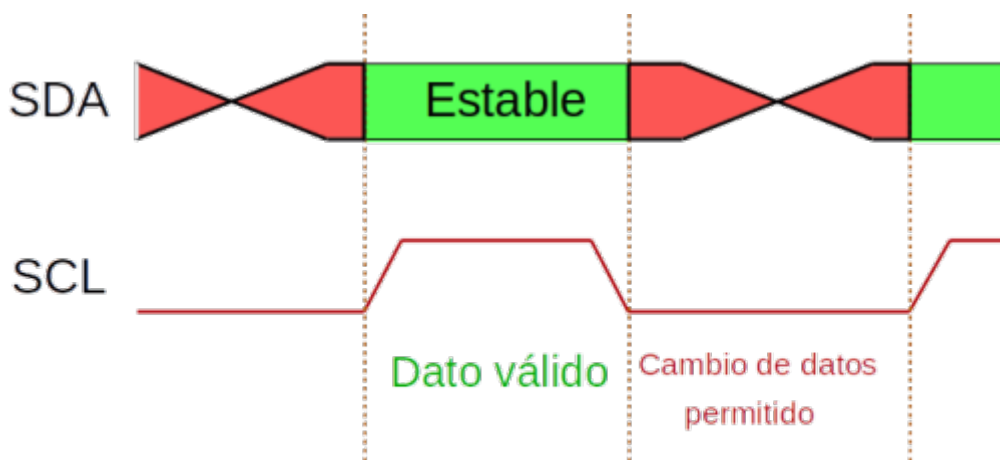 SDA
Estable
SCL
Dato válido
Cambio de datos
permitido